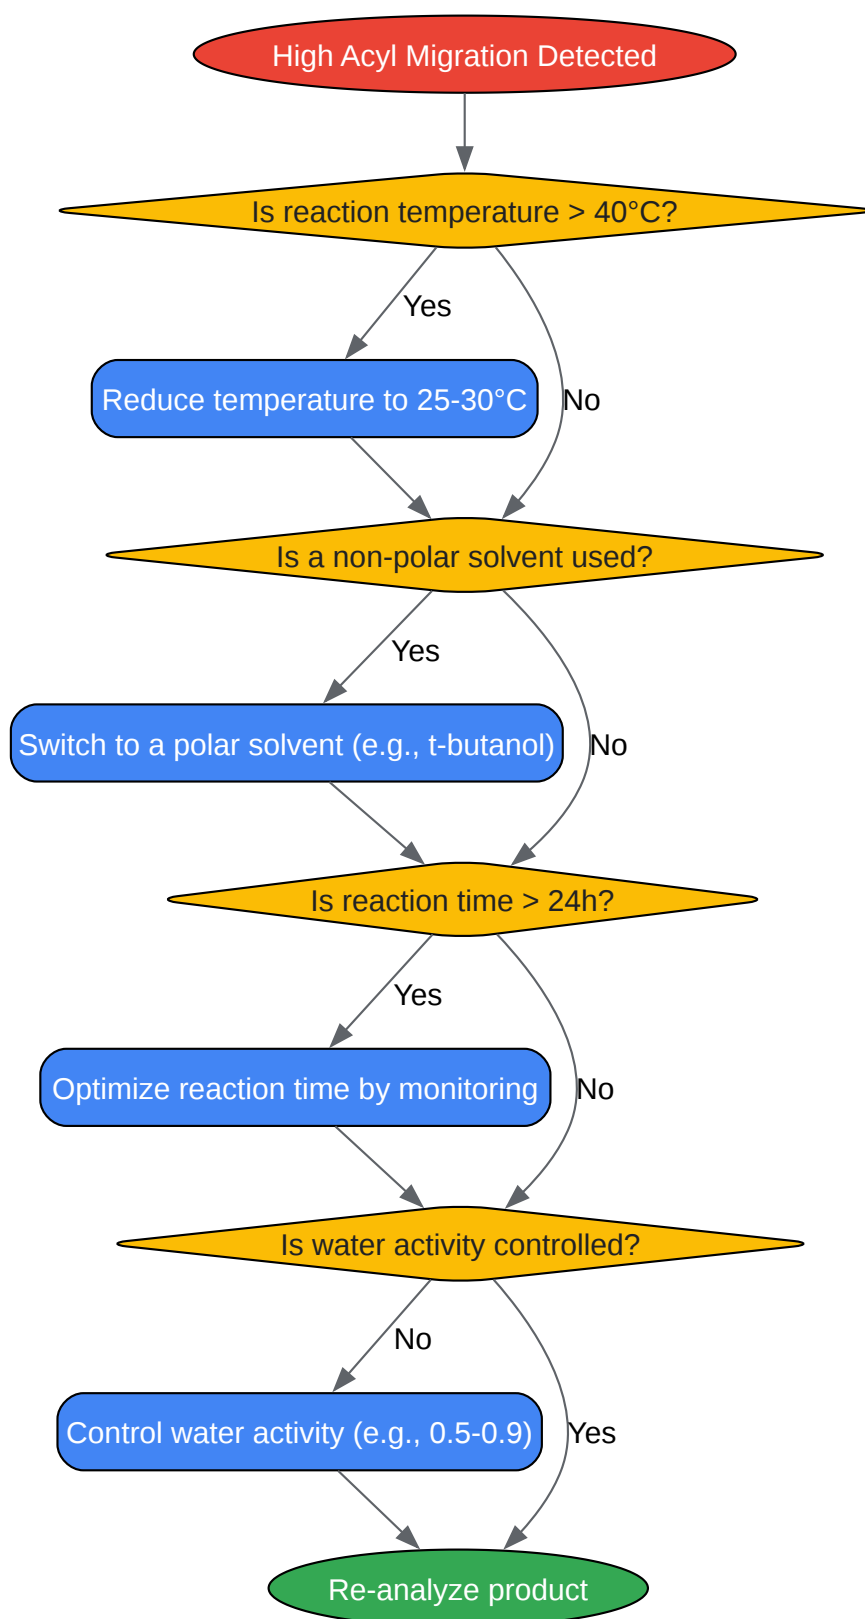 High Acyl Migration Detected
Is reaction temperature > 40°C?
Yes
Reduce temperature to 25-30°C
No
Is a non-polar solvent used?
Yes
Switch to a polar solvent (e.g., t-butanol)
No
Is reaction time > 24h?
Yes
Optimize reaction time by monitoring
No
Is water activity controlled?
No
Control water activity (e.g., 0.5-0.9)
Yes
Re-analyze product